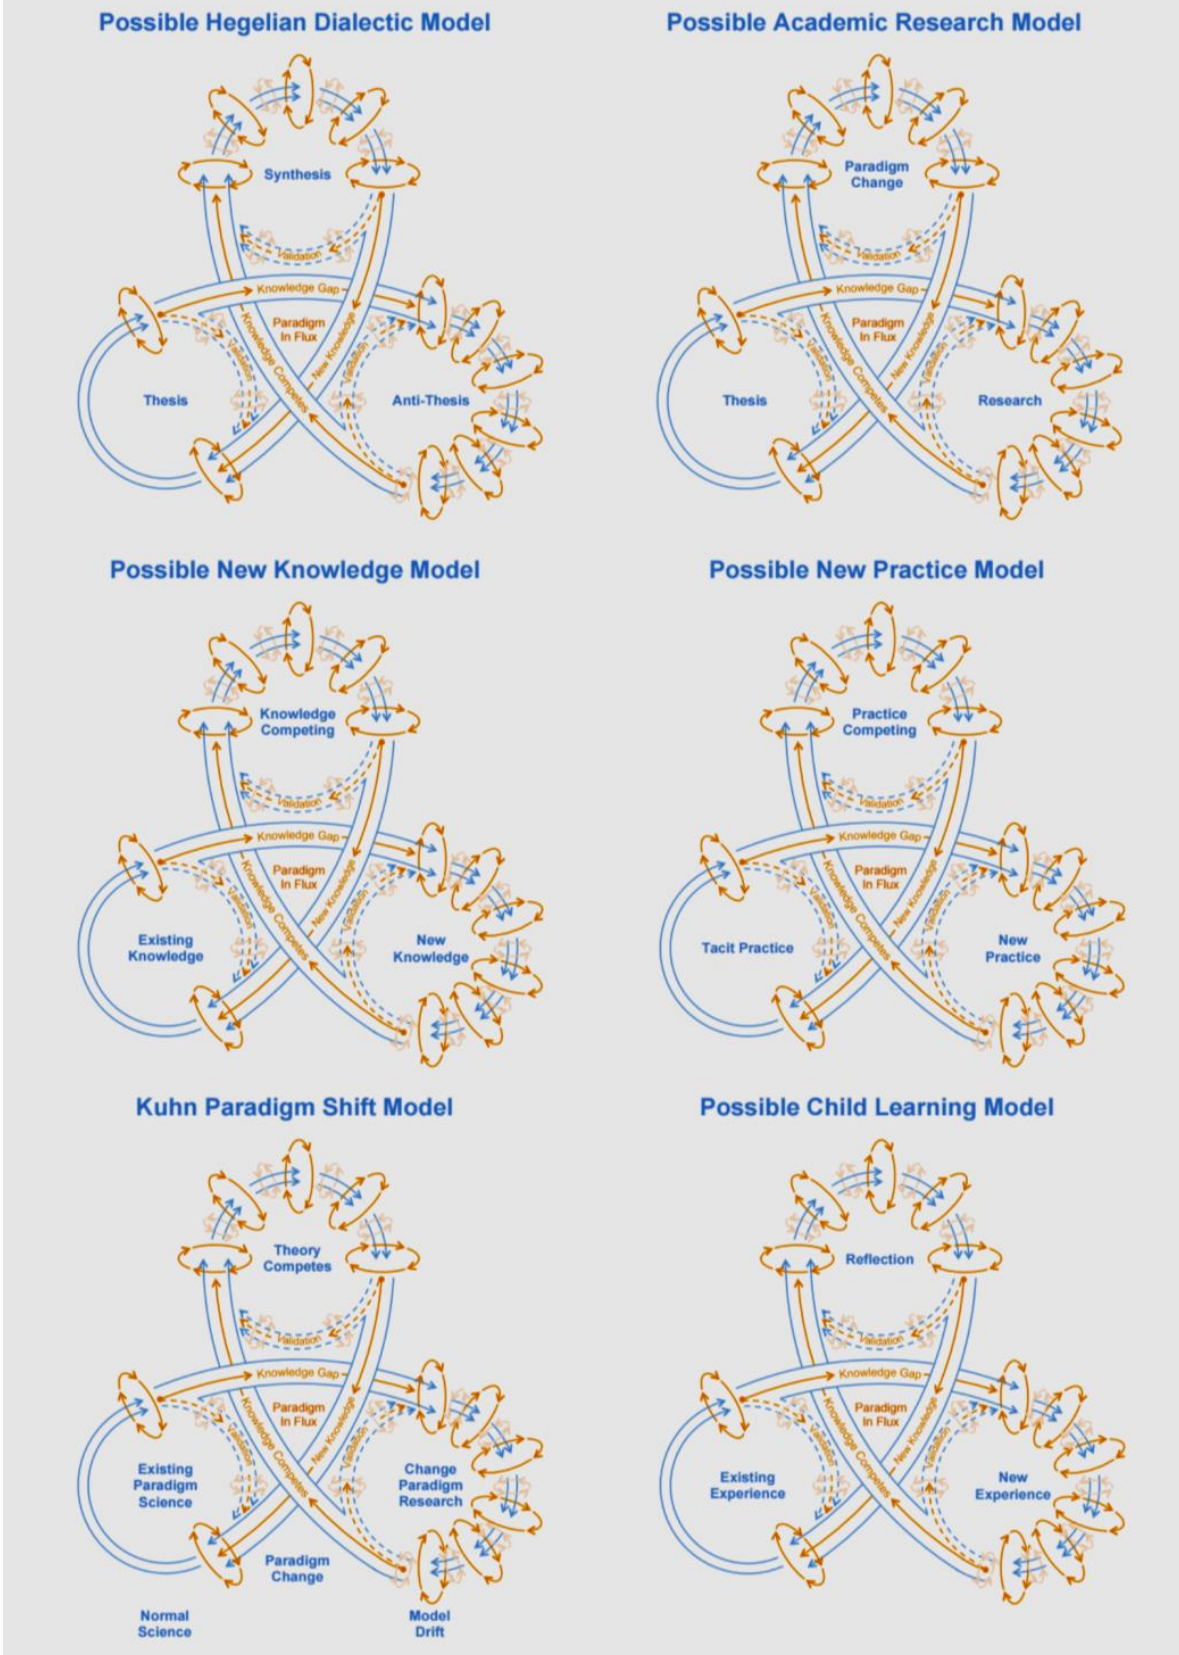 Possible Hegelian Dialectic Model
Synthesis
Validation
Knowledge Gap
Paradigm
In Flux
Knowledge Competes
New Knowledge
Validation
Validation
Thesis
Anti-Thesis
Possible Academic Research Model
Paradigm
Change
Validation
Knowledge Gap
Paradigm
In Flux
Knowledge Competes
New Knowledge
Validation
Validation
Thesis
Research
Possible New Knowledge Model
Knowledge
Competing
Validation
Knowledge Gap
Paradigm
In Flux
Knowledge Competes
New Knowledge
Validation
Validation
Existing
Knowledge
New
Knowledge
Possible New Practice Model
Practice
Competing
Validation
Knowledge Gap
Paradigm
In Flux
Knowledge Competes
New Knowledge
Validation
Validation
Tacit Practice
New
Practice
Kuhn Paradigm Shift Model
Theory
Competes
Validation
Knowledge Gap
Paradigm
In Flux
Knowledge Competes
New Knowledge
Validation
Validation
Existing
Paradigm
Science
Change
Paradigm
Research
Paradigm
Change
Normal
Science
Model
Drift
Possible Child Learning Model
Reflection
Validation
Knowledge Gap
Paradigm
In Flux
Knowledge Competes
New Knowledge
Validation
Validation
Existing
Experience
New
Experience